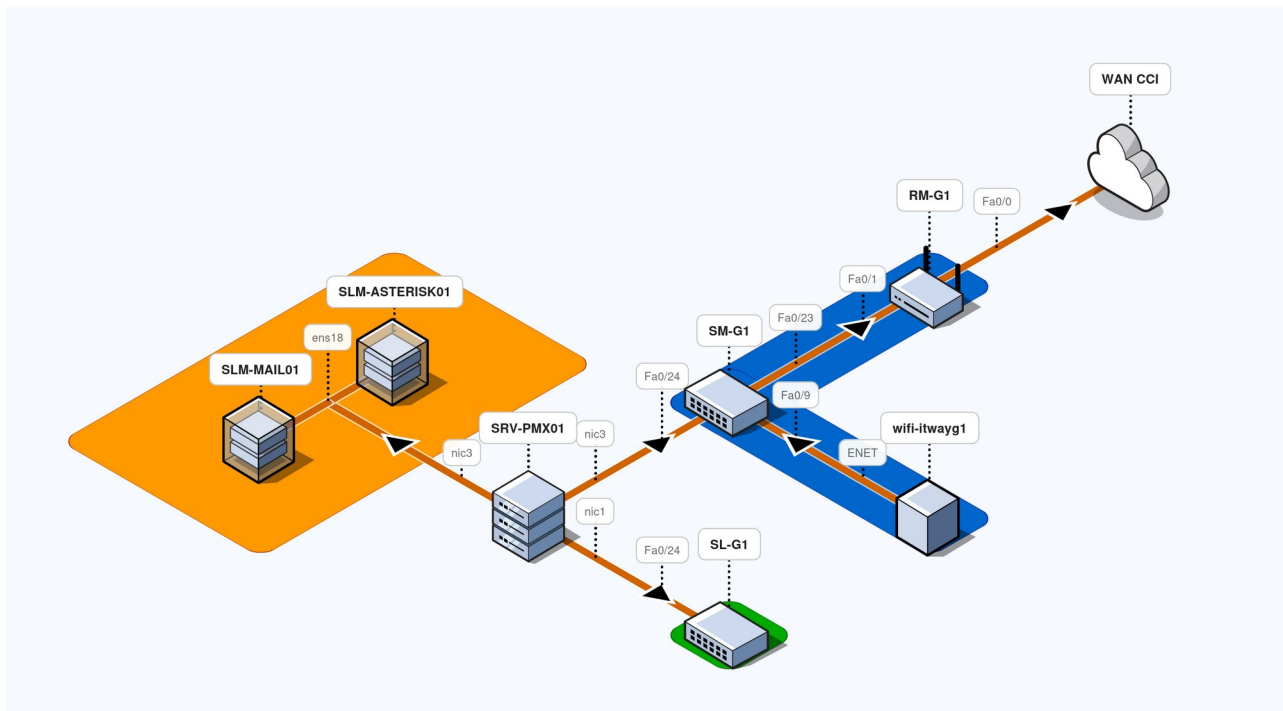 WAN CCI
RM-G1
Fa0/0
Fa0/1
SLM-ASTERISK01
Fa0/23
SM-G1
ens18
SLM-MAIL01
Fa0/24
Fa0/9
SRV-PMX01
nic3
wifi-itwayg1
nic3
ENET
nic1
SL-G1
Fa0/24